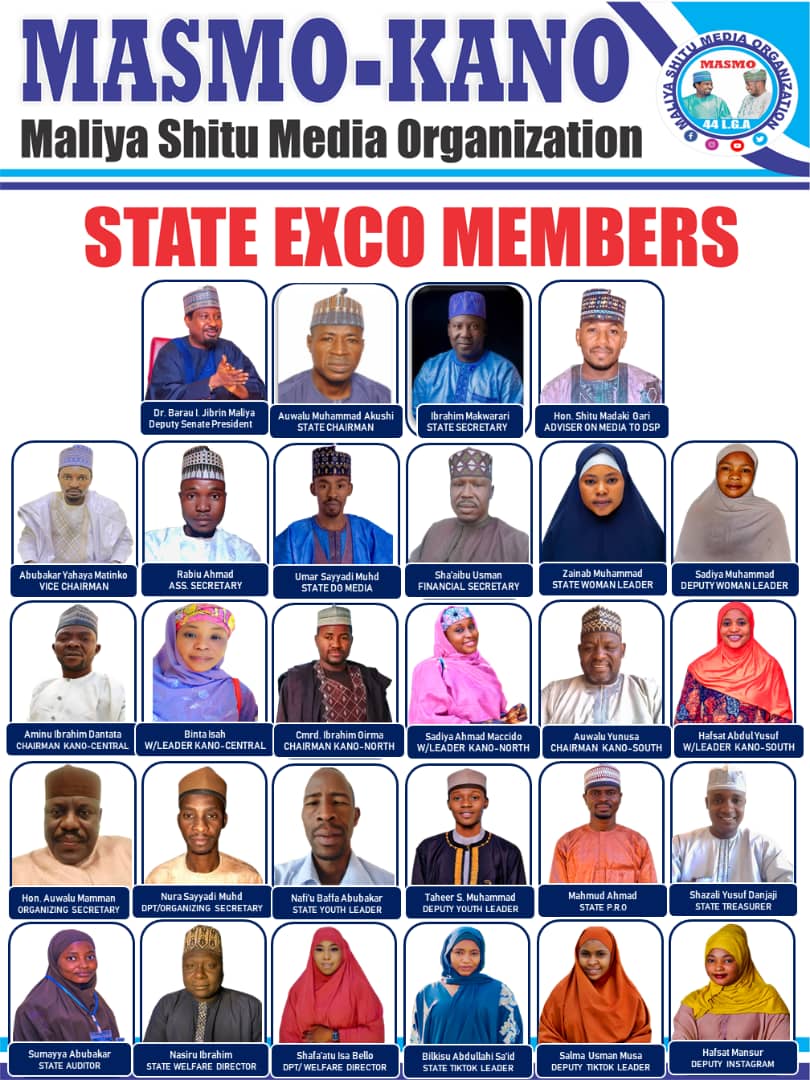 MASMO-KANO
Maliya Shitu Media Organization
MALIYA SHITU MEDIA ORGANIZATION
MASMO
44 L.G.A
STATE EXCO MEMBERS
Dr. Barau I. Jibrin Maliya
Deputy Senate President
Auwalu Muhammad Akushi
STATE CHAIRMAN
Ibrahim Makwarari
STATE SECRETARY
Hon. Shitu Madaki Gari
ADVISER ON MEDIA TO DSP
Abubakar Yahaya Matinko
VICE CHAIRMAN
Rabiu Ahmad
ASS. SECRETARY
Umar Sayyadi Muhd
STATE DG MEDIA
Sha'aibu Usman
FINANCIAL SECRETARY
Zainab Muhammad
STATE WOMAN LEADER
Sadiya Muhammad
DEPUTY WOMAN LEADER
Aminu Ibrahim Dantata
CHAIRMAN KANO-CENTRAL
Binta Isah
W/LEADER KANO-CENTRAL
Cmrd. Ibrahim Girma
CHAIRMAN KANO-NORTH
Sadiya Ahmad Maccido
W/LEADER KANO-NORTH
Auwalu Yunusa
CHAIRMAN KANO-SOUTH
Hafsat Abdul Yusuf
W/LEADER KANO-SOUTH
Hon. Auwalu Mamman
ORGANIZING SECRETARY
Nura Sayyadi Muhd
DPT/ORGANIZING SECRETARY
Nafi'u Baffa Abubakar
STATE YOUTH LEADER
Taheer S. Muhammad
DEPUTY YOUTH LEADER
Mahmud Ahmad
STATE P.R.O
Shazali Yusuf Danjaji
STATE TREASURER
Sumayya Abubakar
STATE AUDITOR
Nasiru Ibrahim
STATE WELFARE DIRECTOR
Shafa'atu Isa Bello
DPT/ WELFARE DIRECTOR
Bilkisu Abdullahi Sa'id
STATE TIKTOK LEADER
Salma Usman Musa
DEPUTY TIKTOK LEADER
Hafsat Mansur
DEPUTY INSTAGRAM